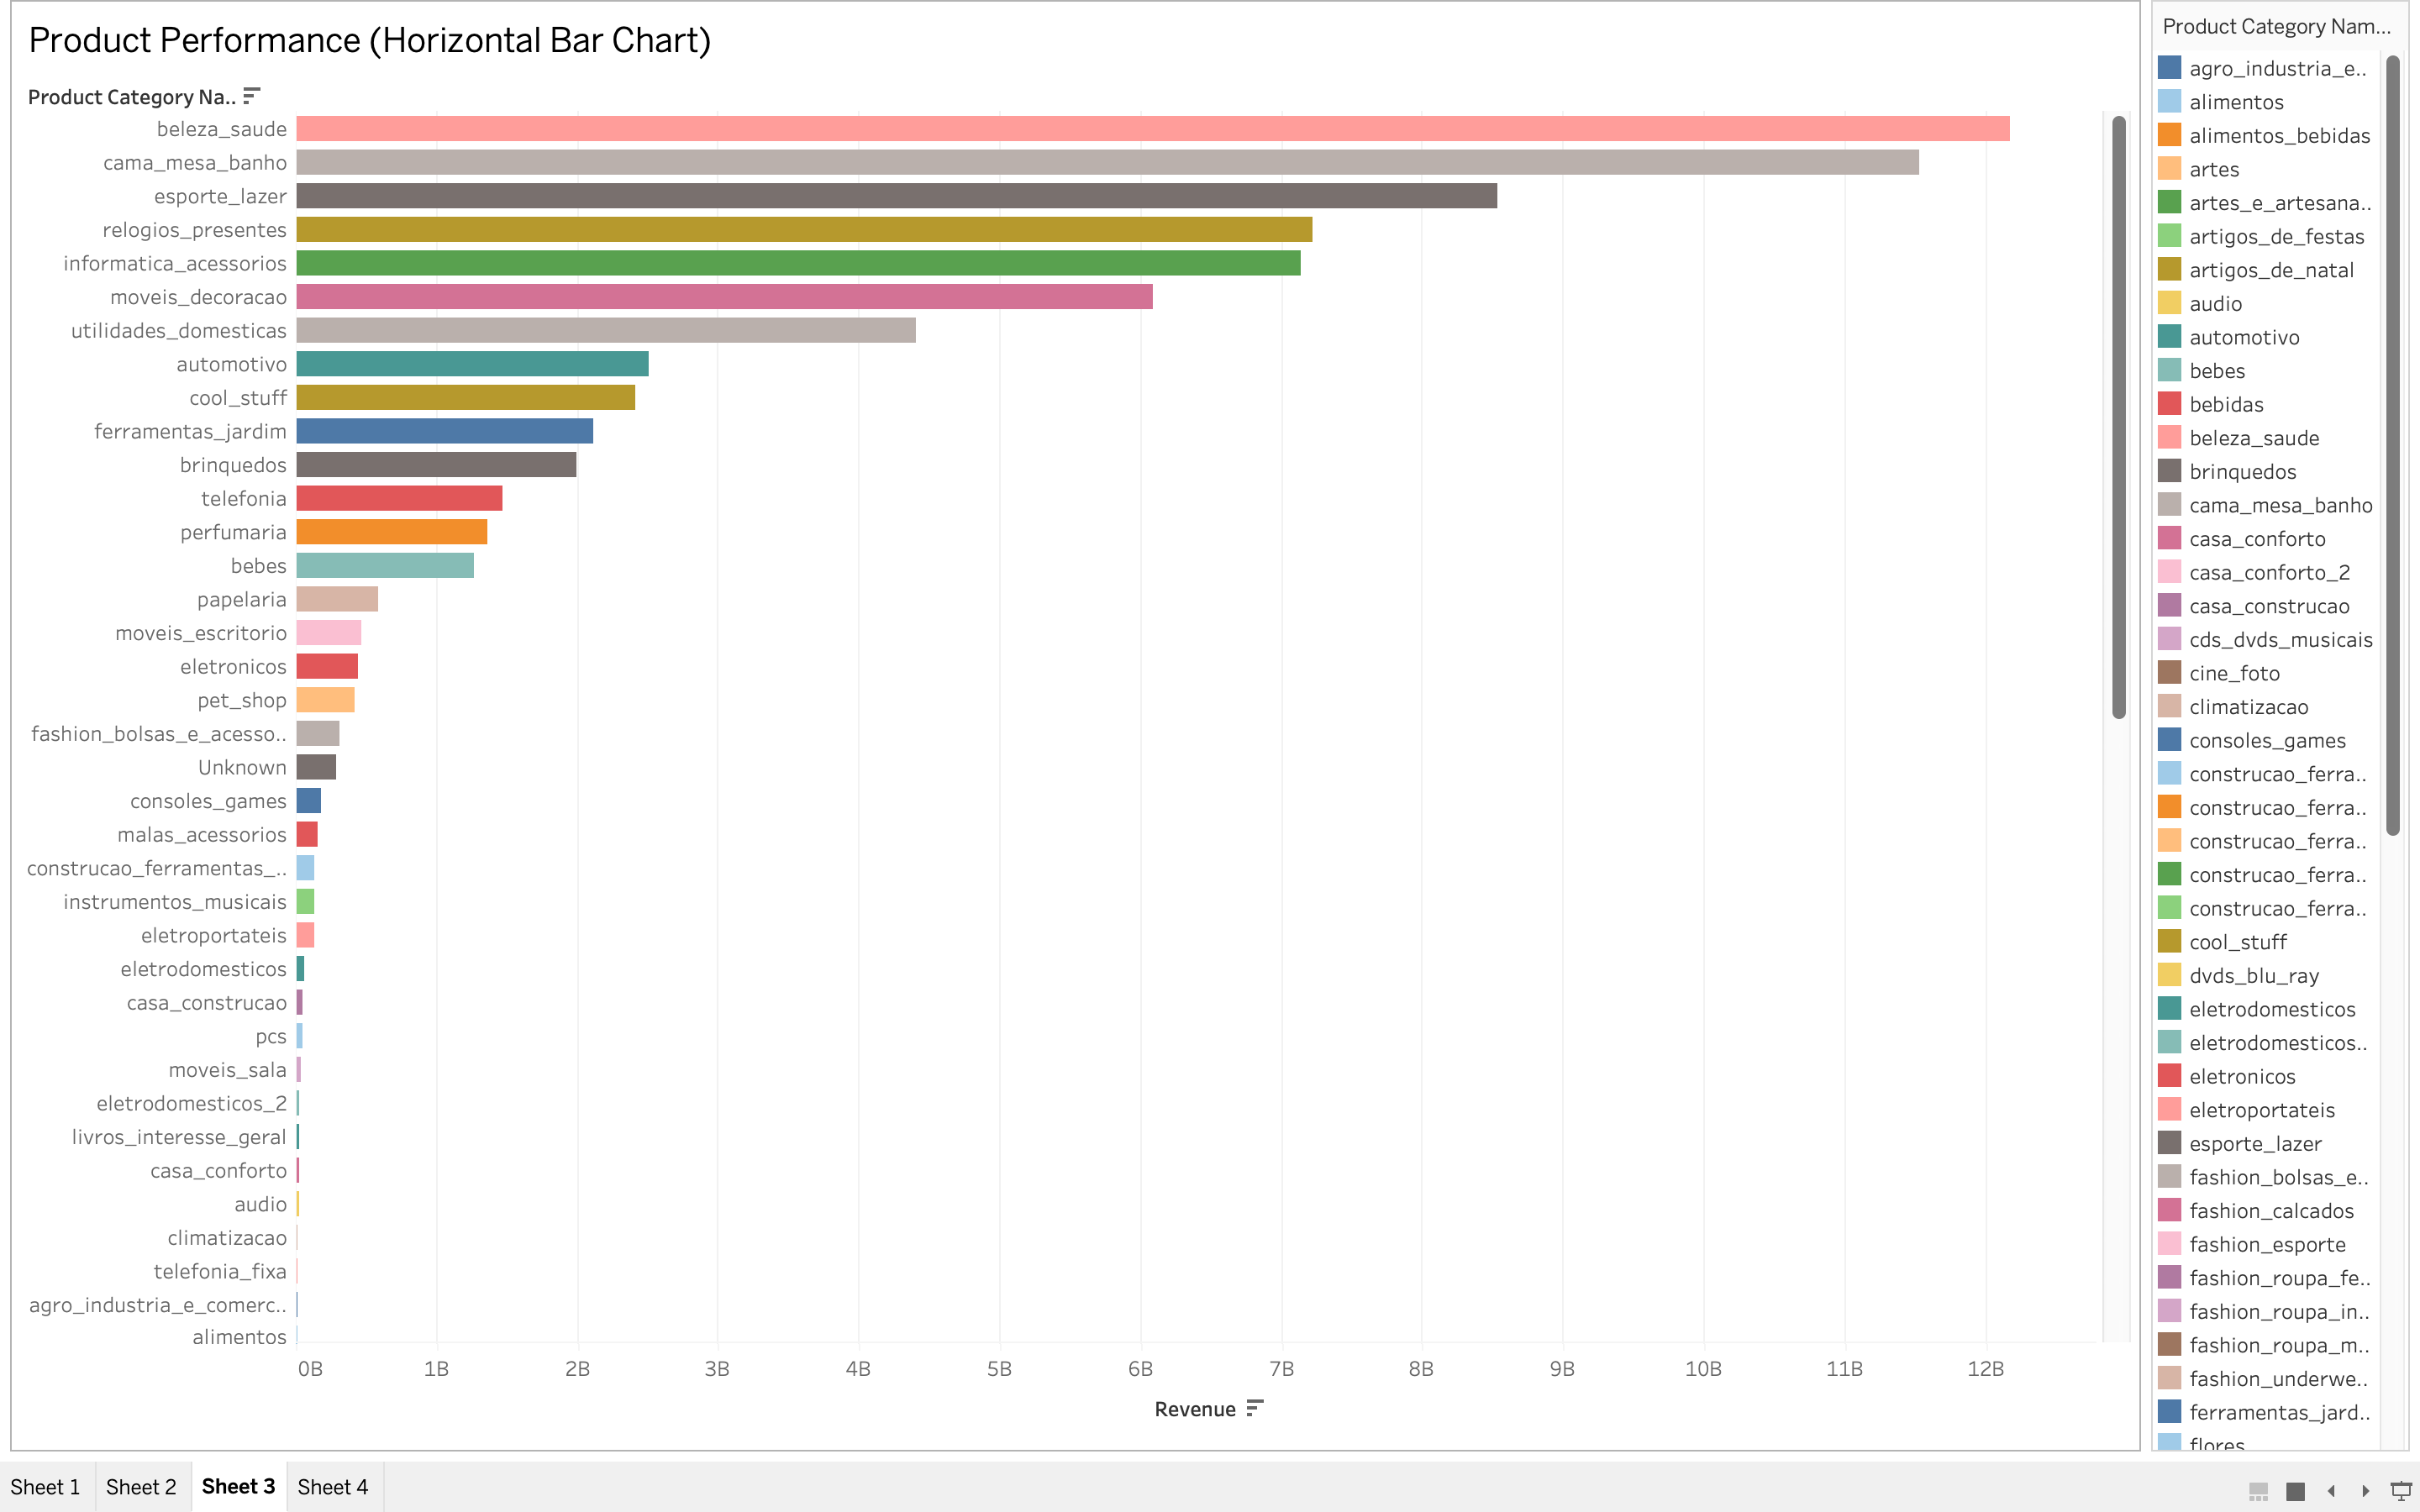 Product Performance (Horizontal Bar Chart)
Product Category Na..
beleza_saude
cama_mesa_banho
esporte_lazer
relogios_presentes
informatica_acessorios
moveis_decoracao
utilidades_domesticas
automotivo
cool_stuff
ferramentas_jardim
brinquedos
telefonia
perfumaria
bebes
papelaria
moveis_escritorio
eletronicos
pet_shop
fashion_bolsas_e_acesso..
Unknown
consoles_games
malas_acessorios
construcao_ferramentas_..
instrumentos_musicais
eletroportateis
eletrodomesticos
casa_construcao
pcs
moveis_sala
eletrodomesticos_2
livros_interesse_geral
casa_conforto
audio
climatizacao
telefonia_fixa
agro_industria_e_comerc..
alimentos
0B 1B 2B 3B 4B 5B 6B 7B 8B 9B 10B 11B 12B
Revenue
Product Category Nam...
agro_industria_e..
alimentos
alimentos_bebidas
artes
artes_e_artesana..
artigos_de_festas
artigos_de_natal
audio
automotivo
bebes
bebidas
beleza_saude
brinquedos
cama_mesa_banho
casa_conforto
casa_conforto_2
casa_construcao
cds_dvds_musicais
cine_foto
climatizacao
consoles_games
construcao_ferra..
construcao_ferra..
construcao_ferra..
construcao_ferra..
construcao_ferra..
cool_stuff
dvds_blu_ray
eletrodomesticos
eletrodomesticos..
eletronicos
eletroportateis
esporte_lazer
fashion_bolsas_e..
fashion_calcados
fashion_esporte
fashion_roupa_fe..
fashion_roupa_in..
fashion_roupa_m..
fashion_underwe..
ferramentas_jard..
flores
Sheet 1 Sheet 2 Sheet 3 Sheet 4